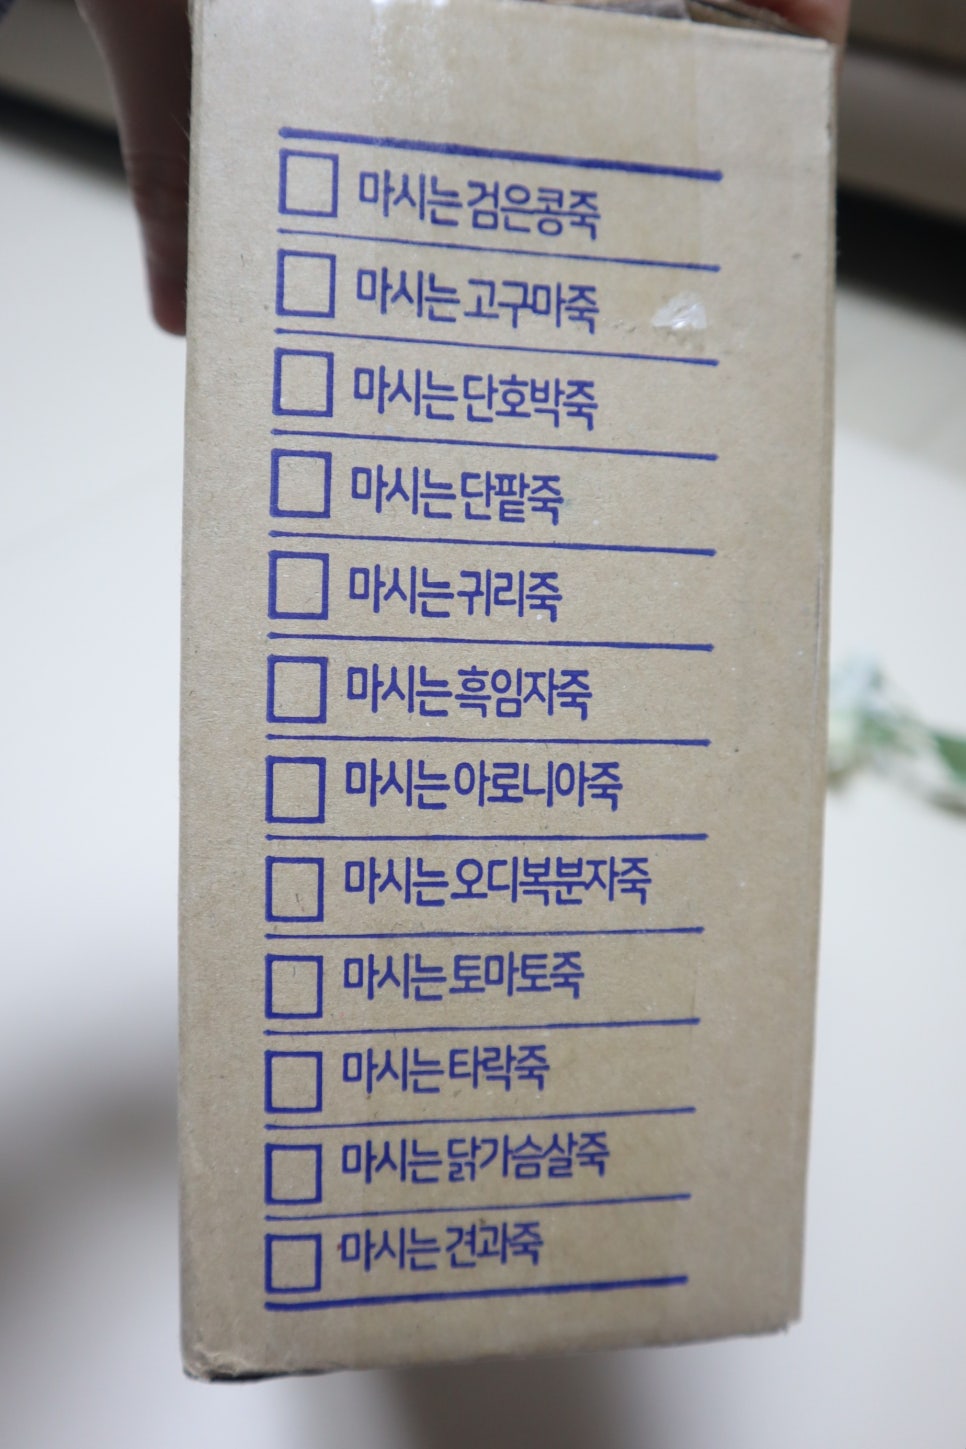 마시는검은콩죽
마시는고구마죽
마시는단호박죽
마시는단팥죽
마시는귀리죽
마시는흑임자죽
마시는아로니아죽
마시는오디복분자죽
마시는토마토죽
마시는타락죽
마시는닭가슴살죽
마시는견과죽